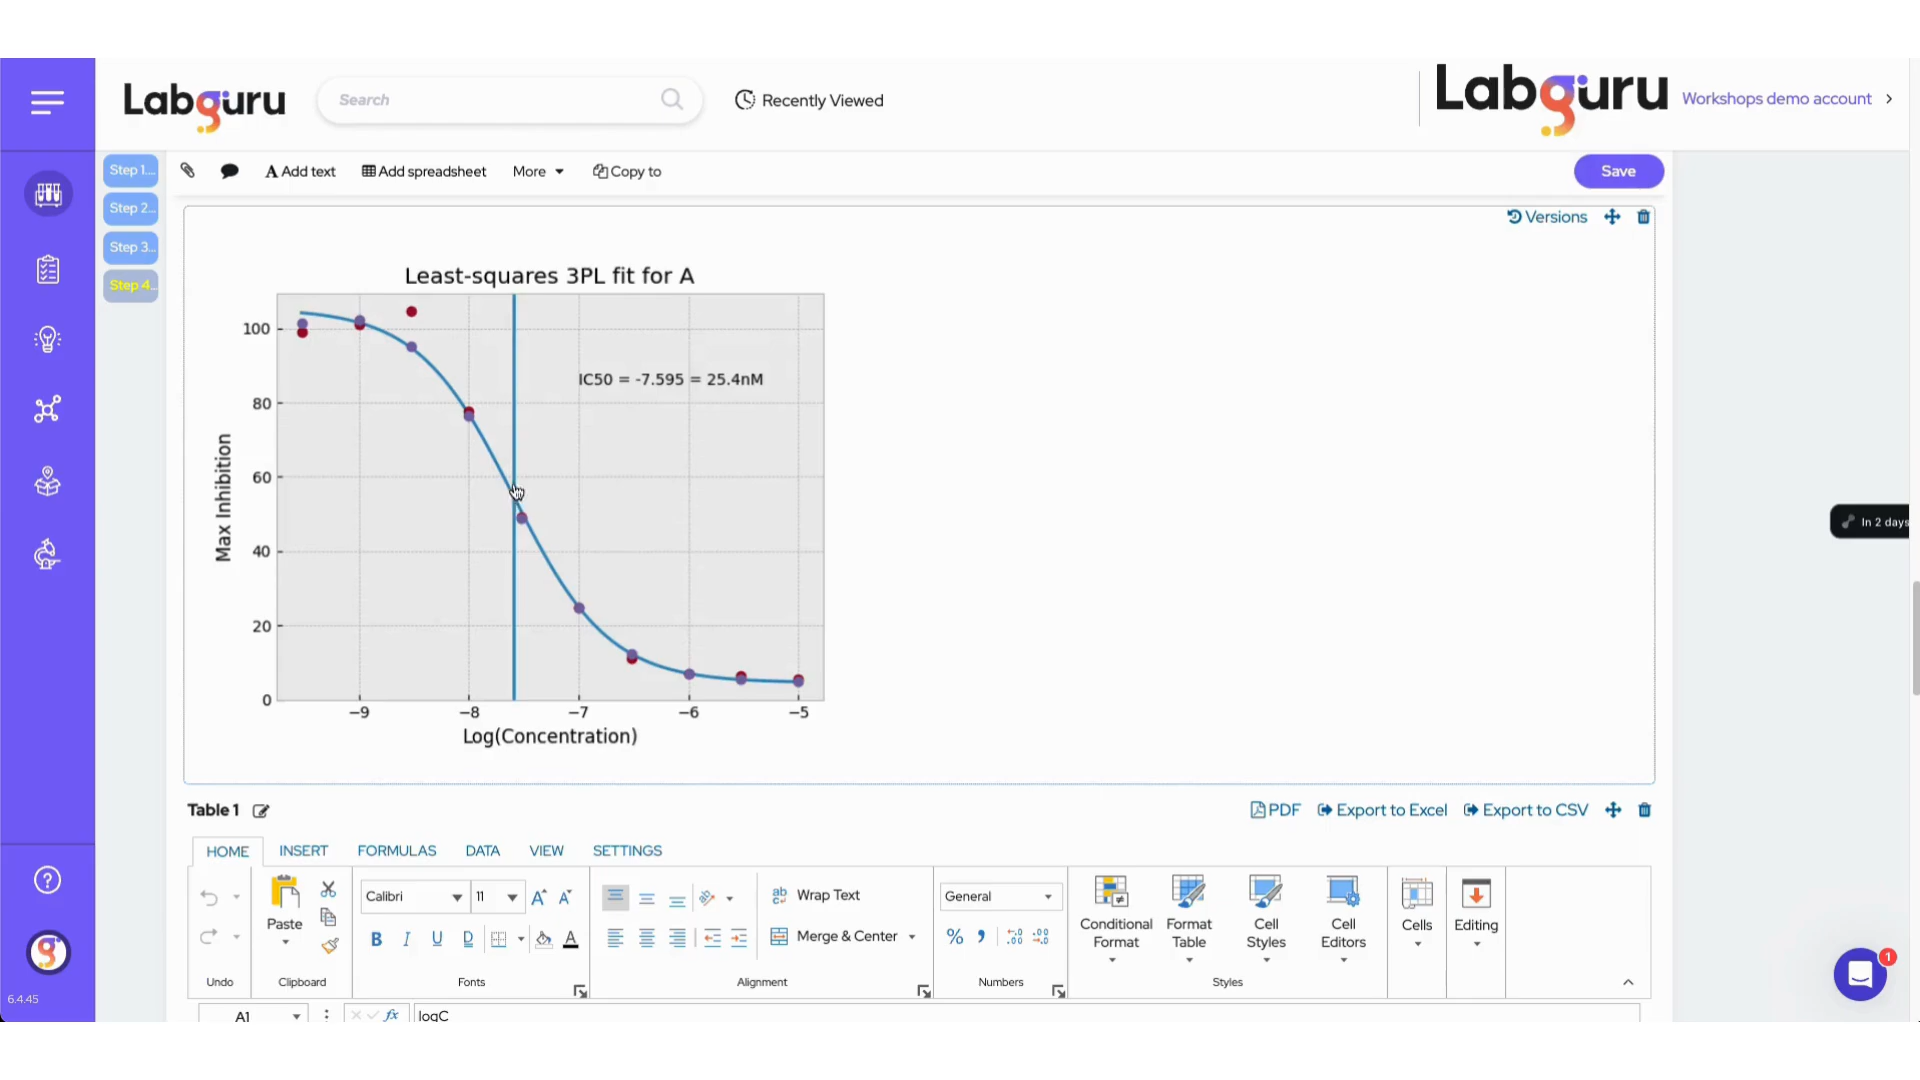 Labguru
Search
Recently Viewed
Labguru
Workshops demo account
Step 1...
Step 2...
Step 3...
Step 4...
Add text
Add spreadsheet
More
Copy to
Save
Versions
Least-squares 3PL fit for A
IC50 = -7.595 = 25.4nM
Max Inhibition
100
80
60
40
20
0
−9
−8
−7
−6
−5
Log(Concentration)
In 2 days
Table 1
PDF
Export to Excel
Export to CSV
HOME
INSERT
FORMULAS
DATA
VIEW
SETTINGS
Paste
Calibri
11
Wrap Text
Merge & Center
General
Conditional
Format
Format
Table
Cell
Styles
Cell
Editors
Cells
Editing
Undo
Clipboard
Fonts
Alignment
Numbers
Styles
A1
fx
logC
6.4.45
1